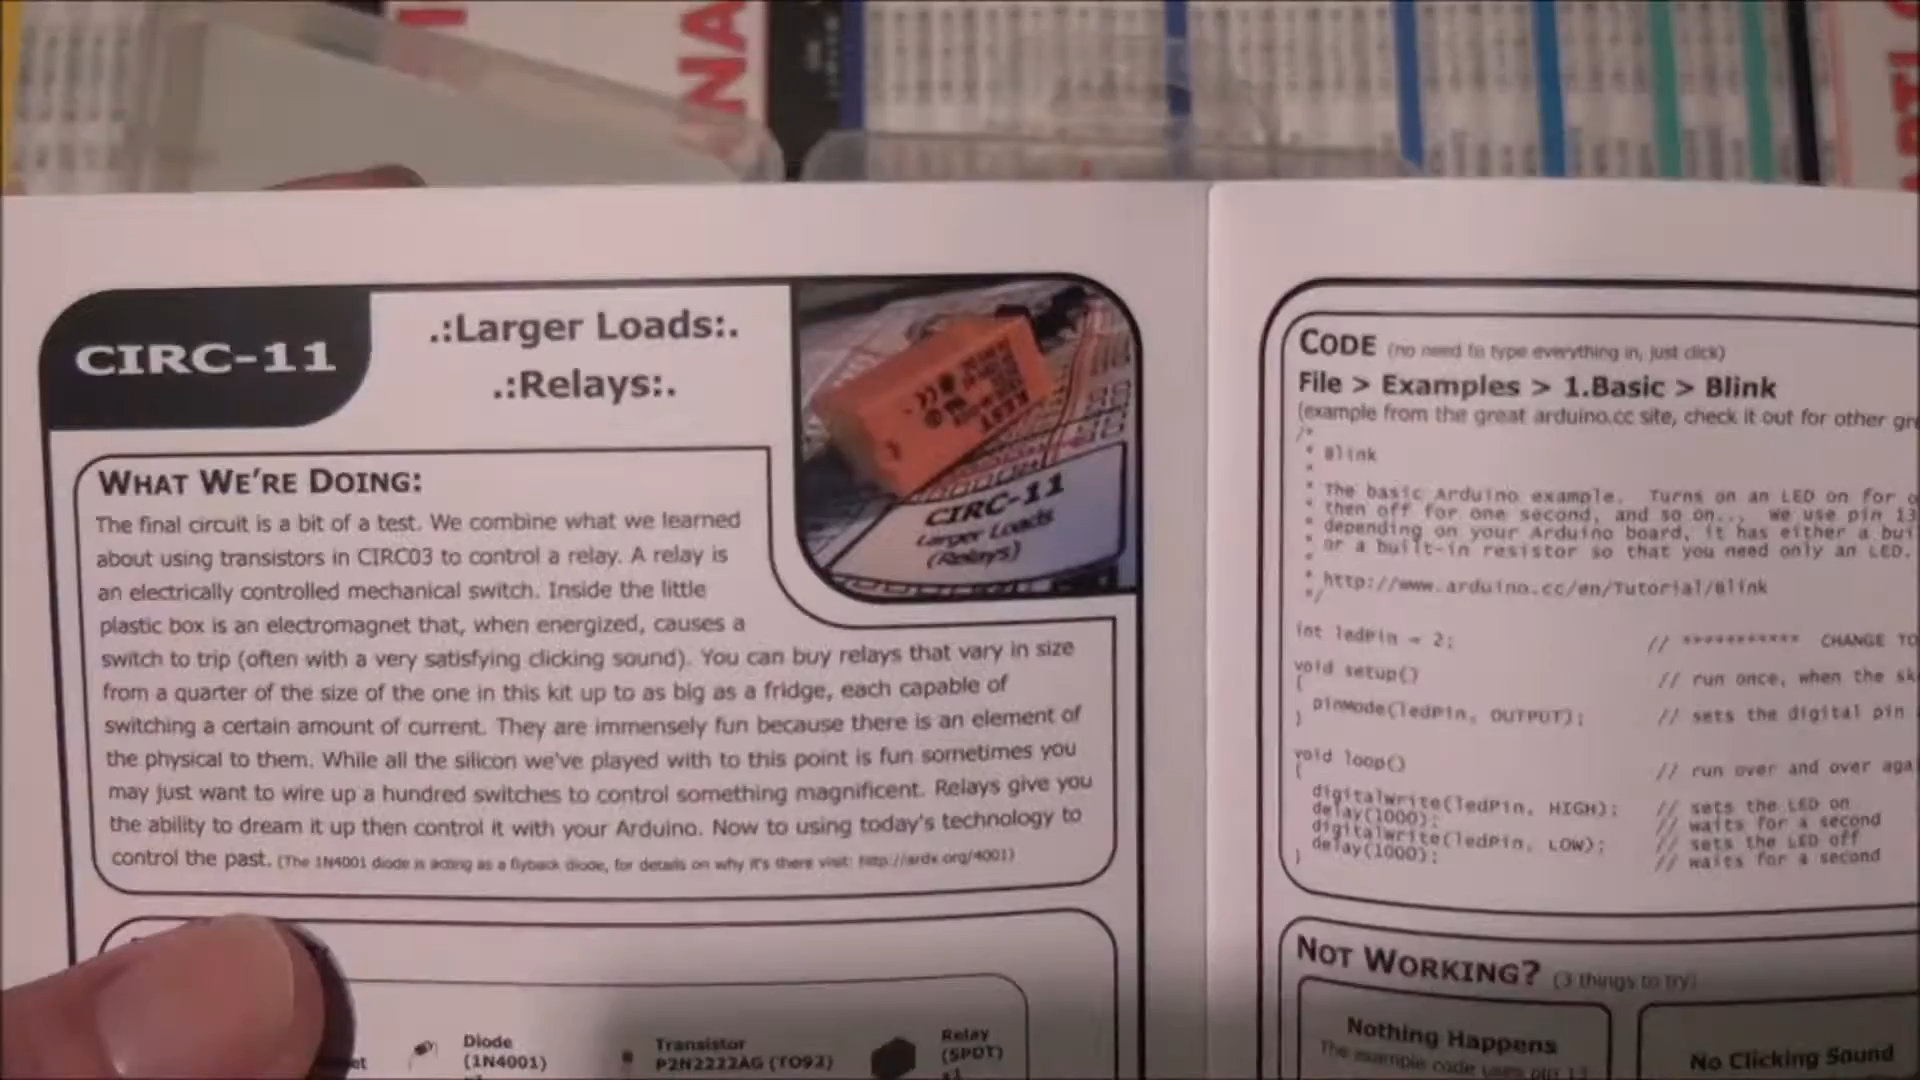 CIRC-11
.:Larger Loads:.
.:Relays:.
WHAT WE'RE DOING:
The final circuit is a bit of a test. We combine what we learned
about using transistors in CIRC03 to control a relay. A relay is
an electrically controlled mechanical switch. Inside the little
plastic box is an electromagnet that, when energized, causes a
switch to trip (often with a very satisfying clicking sound). You can buy relays that vary in size
from a quarter of the size of the one in this kit up to as big as a fridge, each capable of
switching a certain amount of current. They are immensely fun because there is an element of
the physical to them. While all the silicon we've played with to this point is fun sometimes you
may just want to wire up a hundred switches to control something magnificent. Relays give you
the ability to dream it up then control it with your Arduino. Now to using today's technology to
control the past. (The 1N4001 diode is acting as a flyback diode, for details on why it's there visit: http://ardx.org/4001)
CIRC-11
Larger Loads
(Relays)
Diode
(1N4001)
x1
Transistor
P2N2222AG (TO92)
Relay
(SPDT)
x1
CODE (no need to type everything in, just click)
File > Examples > 1.Basic > Blink
(example from the great arduino.cc site, check it out for other
/*
* Blink
*
* The basic Arduino example. Turns on an LED on for
* then off for one second, and so on... we use pin 13
* depending on your Arduino board, it has either a
* or a built-in resistor so that you need only an LED.
*
* http://www.arduino.cc/en/Tutorial/Blink
*/
int ledPin = 2; // *********** CHANGE TO
void setup() // run once, when the
{
pinMode(ledPin, OUTPUT); // sets the digital pin
}
void loop() // run over and over
{
digitalWrite(ledPin, HIGH); // sets the LED on
delay(1000); // waits for a second
digitalWrite(ledPin, LOW); // sets the LED off
delay(1000); // waits for a second
}
NOT WORKING? (3 things to try)
Nothing Happens
The example code uses pin 13
No Clicking Sound